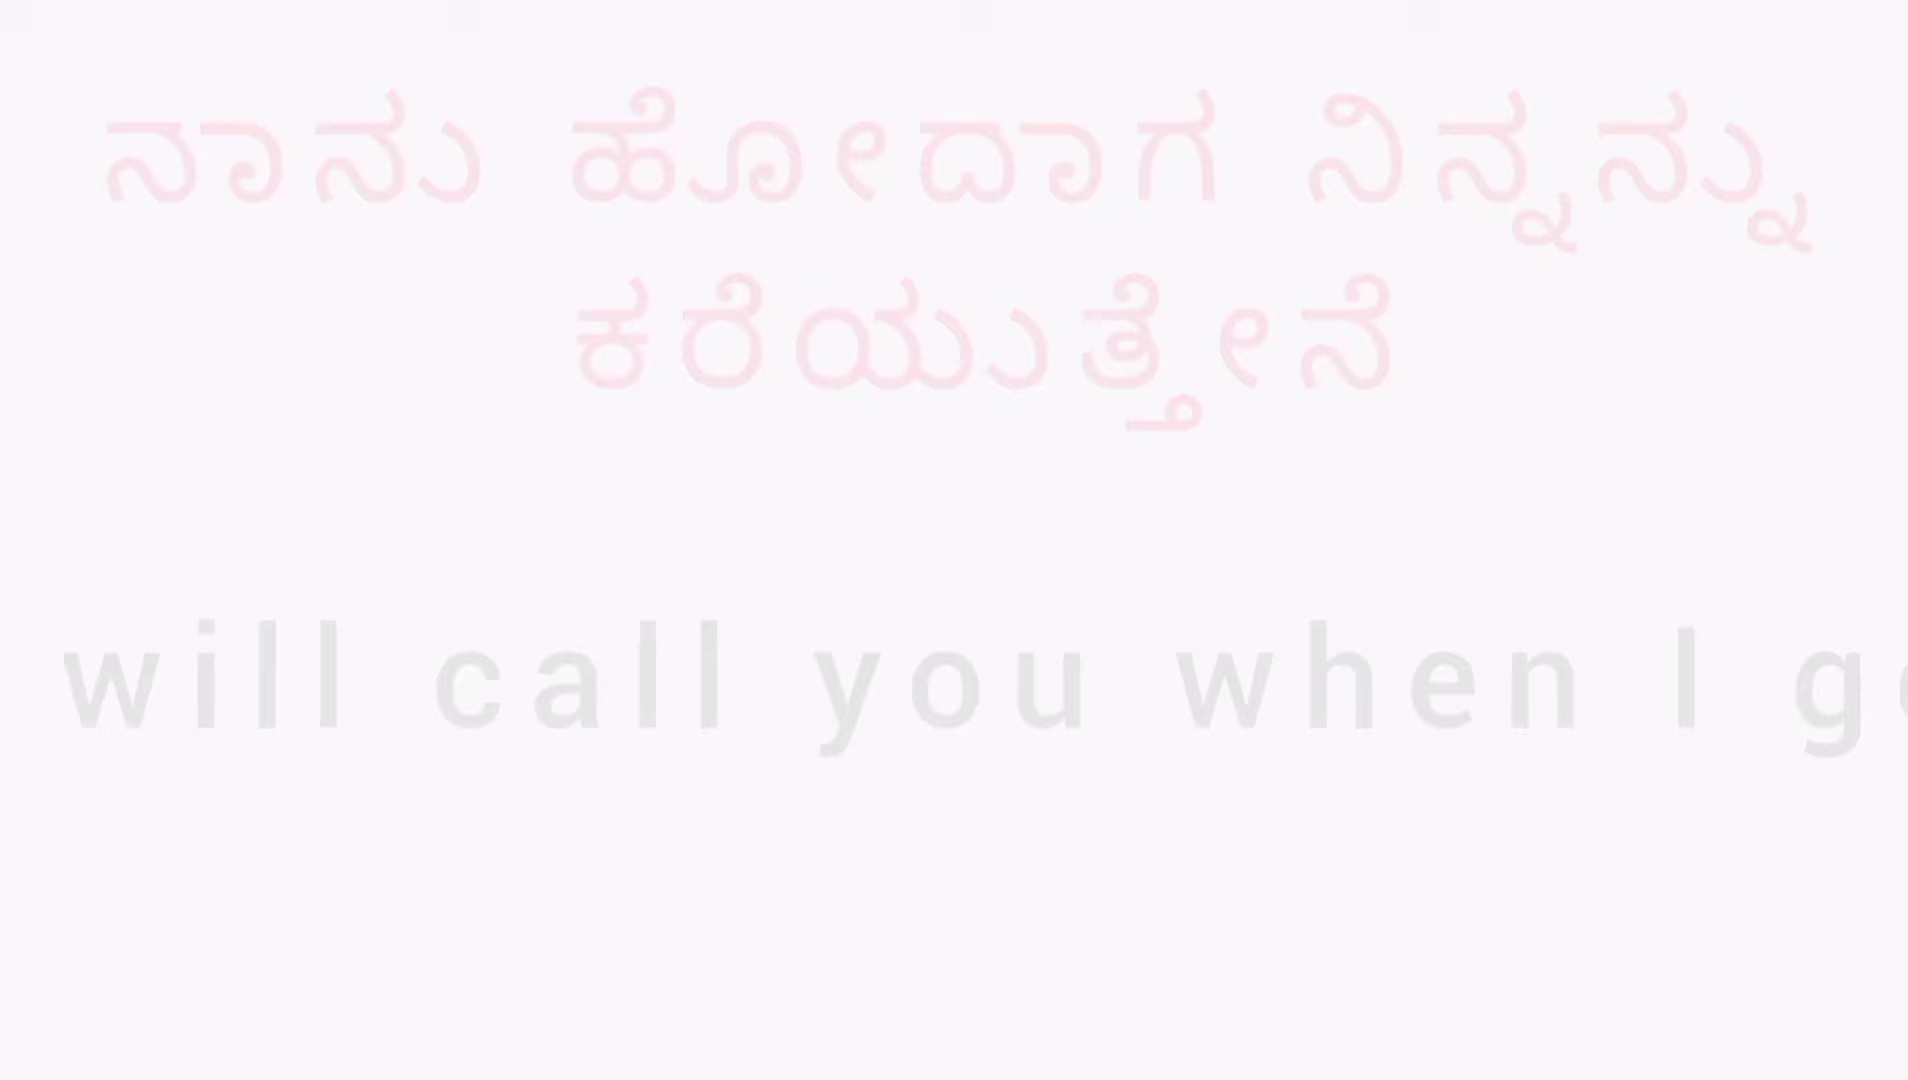 ನಾನು ಹೋದಾಗ ನಿನ್ನನ್ನು
ಕರೆಯುತ್ತೇನೆ
will call you when I